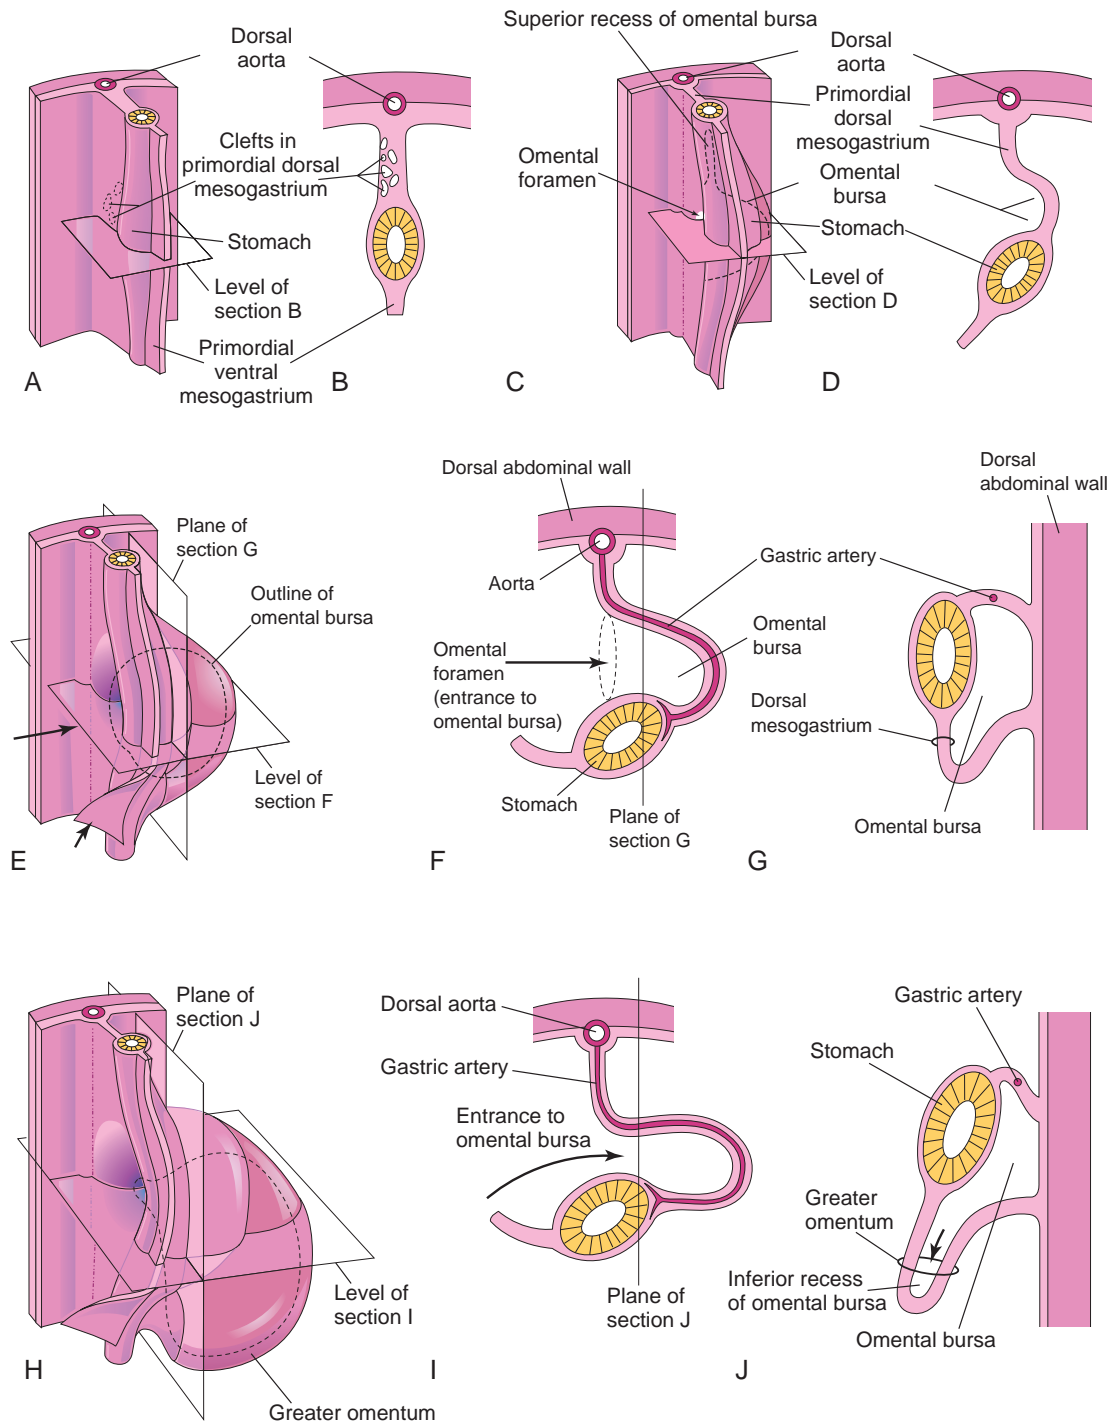 Dorsal
aorta
Clefts in
primordial dorsal
mesogastrium
Stomach
Level of
section B
Primordial
ventral
mesogastrium
A
B
Superior recess of omental bursa
Dorsal
aorta
Primordial
dorsal
mesogastrium
Omental
foramen
Omental
bursa
Stomach
Level of
section D
C
D
Plane of
section G
Outline of
omental bursa
Level of
section F
E
Dorsal abdominal wall
Aorta
Gastric artery
Omental
bursa
Omental
foramen
(entrance to
omental bursa)
Stomach
Plane of
section G
F
Dorsal
abdominal wall
Dorsal
mesogastrium
Omental bursa
G
Plane of
section J
Level of
section I
Greater omentum
H
Dorsal aorta
Gastric artery
Entrance to
omental bursa
Plane of
section J
I
Gastric artery
Stomach
Greater
omentum
Inferior recess
of omental bursa
Omental bursa
J